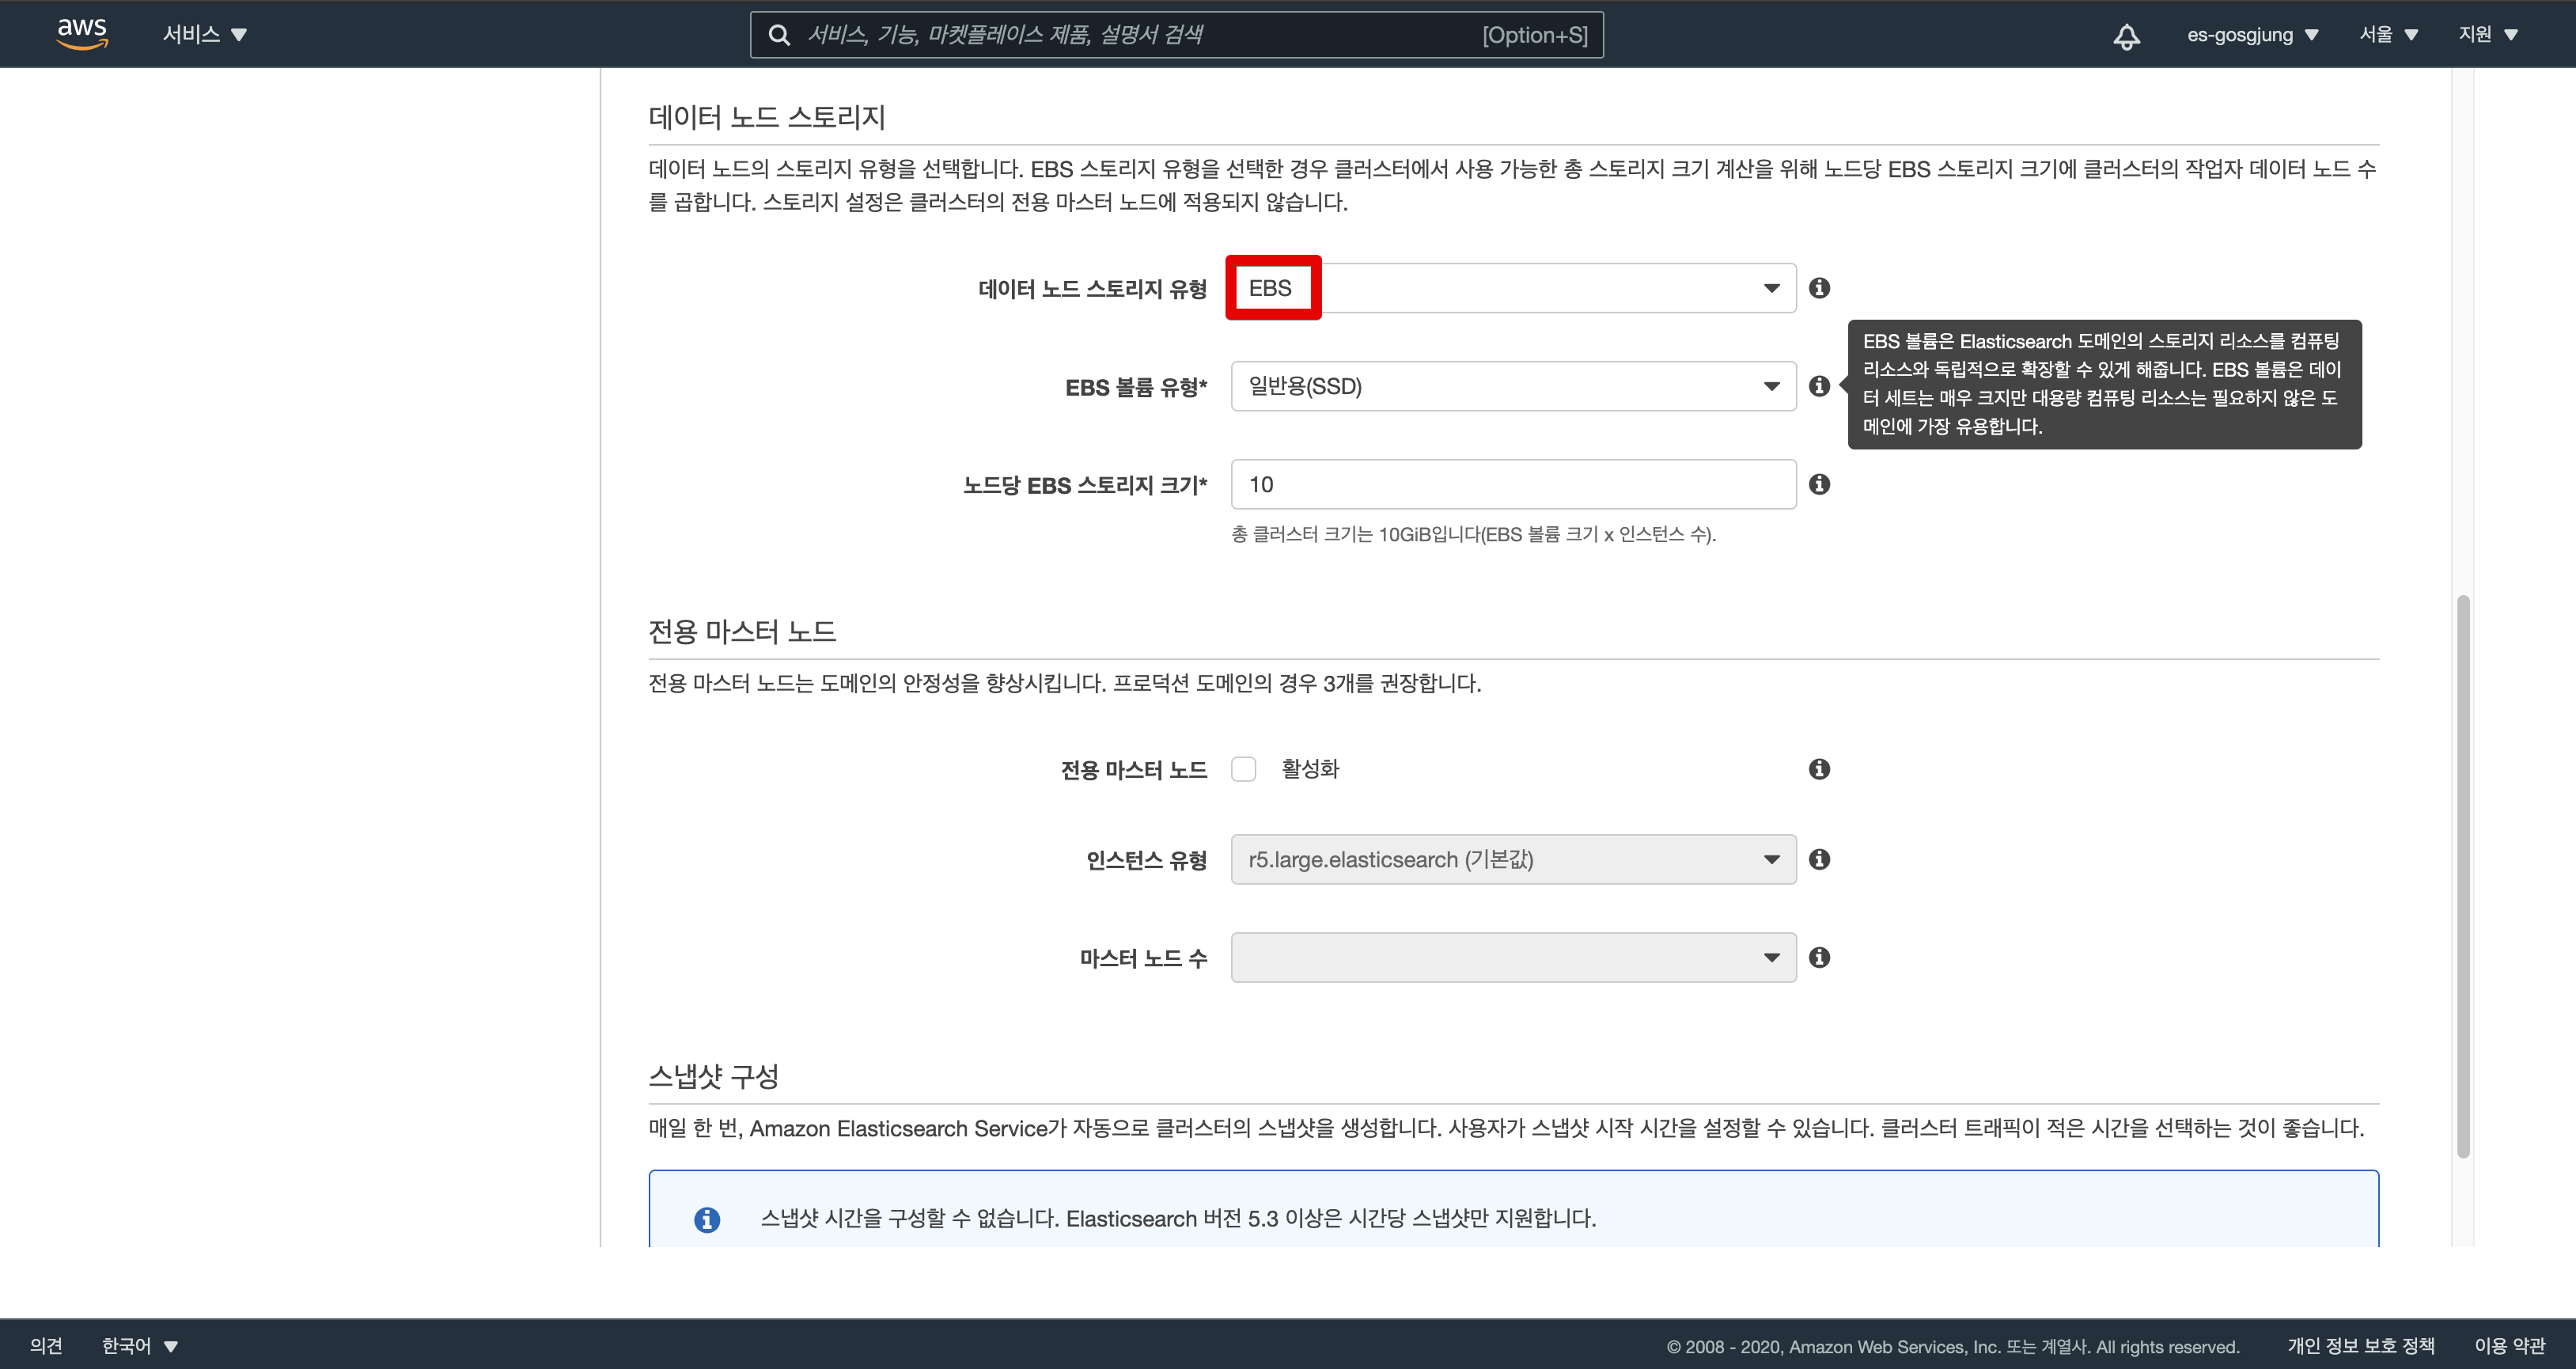 aws 서비스 서비스, 기능, 마켓플레이스 제품, 설명서 검색 [Option+S] es-gosgjung 서울 지원
데이터 노드 스토리지
데이터 노드의 스토리지 유형을 선택합니다. EBS 스토리지 유형을 선택한 경우 클러스터에서 사용 가능한 총 스토리지 크기 계산을 위해 노드당 EBS 스토리지 크기에 클러스터의 작업자 데이터 노드 수
를 곱합니다. 스토리지 설정은 클러스터의 전용 마스터 노드에 적용되지 않습니다.
데이터 노드 스토리지 유형 EBS
EBS 볼륨 유형* 일반용(SSD)
EBS 볼륨은 Elasticsearch 도메인의 스토리지 리소스를 컴퓨팅
리소스와 독립적으로 확장할 수 있게 해줍니다. EBS 볼륨은 데이
터 세트는 매우 크지만 대용량 컴퓨팅 리소스는 필요하지 않은 도
메인에 가장 유용합니다.
노드당 EBS 스토리지 크기* 10
총 클러스터 크기는 10GiB입니다(EBS 볼륨 크기 x 인스턴스 수).
전용 마스터 노드
전용 마스터 노드는 도메인의 안정성을 향상시킵니다. 프로덕션 도메인의 경우 3개를 권장합니다.
전용 마스터 노드 활성화
인스턴스 유형 r5.large.elasticsearch (기본값)
마스터 노드 수
스냅샷 구성
매일 한 번, Amazon Elasticsearch Service가 자동으로 클러스터의 스냅샷을 생성합니다. 사용자가 스냅샷 시작 시간을 설정할 수 있습니다. 클러스터 트래픽이 적은 시간을 선택하는 것이 좋습니다.
스냅샷 시간을 구성할 수 없습니다. Elasticsearch 버전 5.3 이상은 시간당 스냅샷만 지원합니다.
의견 한국어 © 2008 - 2020, Amazon Web Services, Inc. 또는 계열사. All rights reserved. 개인 정보 보호 정책 이용 약관